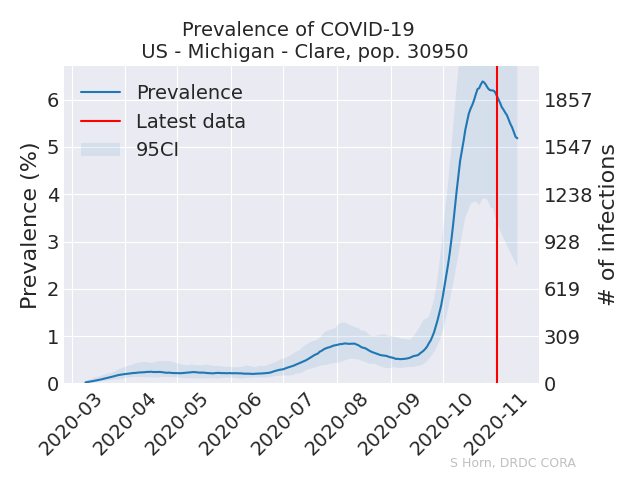 Prevalence of COVID-19
US - Michigan - Clare, pop. 30950
Prevalence
Latest data
95CI
Prevalence (%)
6
5
4
3
2
1
0
1857
1547
1238
928
619
309
0
# of infections
2020-03
2020-04
2020-05
2020-06
2020-07
2020-08
2020-09
2020-10
2020-11
S Horn, DRDC CORA